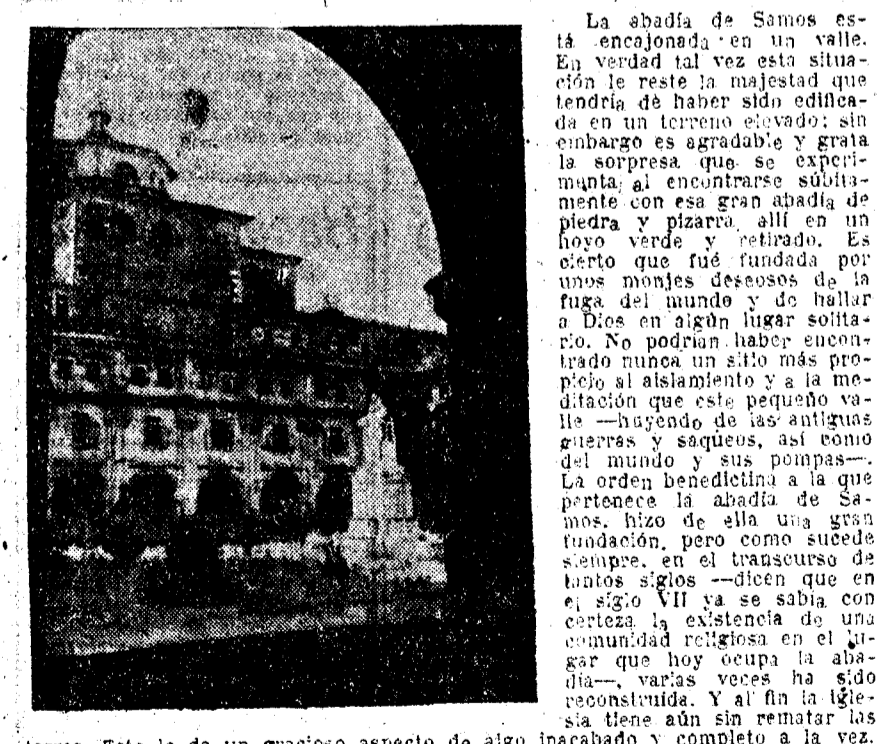 La abadía de Samos es-
tá encajonada en un valle.
En verdad tal vez esta situa-
ción le reste la majestad que
tendría de haber sido edifica-
da en un terreno elevado; sin
embargo es agradable y grata
la sorpresa que se experi-
menta al encontrarse súbita-
mente con esa gran abadía de
piedra y pizarra allí en un
hoyo verde y retirado. Es
cierto que fué fundada por
unos monjes deseosos de la
fuga del mundo y de hallar
a Dios en algún lugar solita-
rio. No podrían haber encon-
trado nunca un sitio más pro-
picio al aislamiento y a la me-
ditación que este pequeño va-
lle —huyendo de las antiguas
guerras y saqueos, así como
del mundo y sus pompas—.
La orden benedictina a la que
pertenece la abadía de Sa-
mos, hizo de ella una gran
fundación, pero como sucede
siempre, en el transcurso de
tantos siglos —dicen que en
el siglo VII ya se sabía con
certeza la existencia de una
comunidad religiosa en el lu-
gar que hoy ocupa la aba-
día—, varias veces ha sido
reconstruída. Y al fin la igle-
sia tiene aún sin rematar las
de un gracioso aspecto de algo inacabado y completo a la vez.